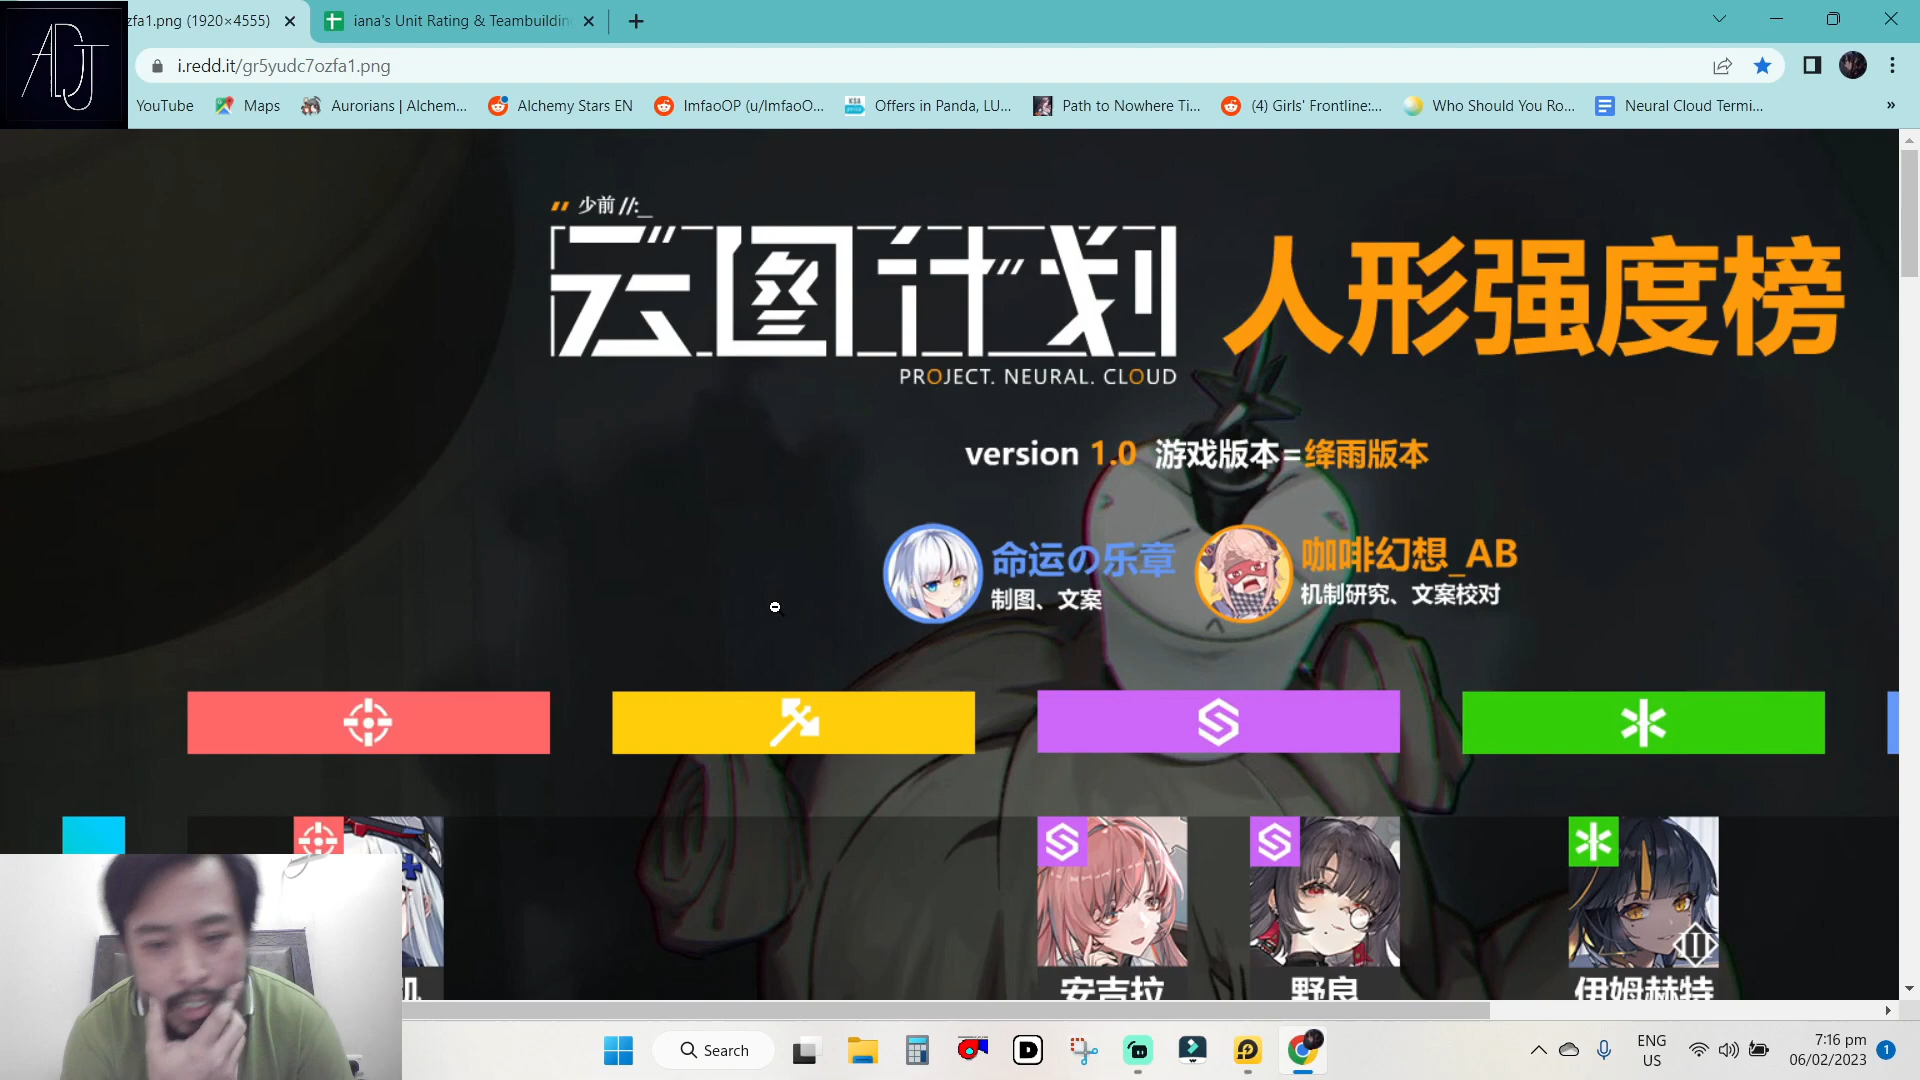 zfa1.png (1920×4555)
iana's Unit Rating & Teambuilding
ADJ
i.redd.it/gr5yudc7ozfa1.png
YouTube
Maps
Aurorians | Alchem...
Alchemy Stars EN
lmfaoOP (u/lmfaoO...
Offers in Panda, LU...
Path to Nowhere Ti...
(4) Girls' Frontline:...
Who Should You Ro...
Neural Cloud Termi...
»
少前//:_
云图计划 人形强度榜
PROJECT. NEURAL. CLOUD
version 1.0 游戏版本=绛雨版本
命运の乐章
制图、文案
咖啡幻想_AB
机制研究、文案校对
安吉拉
野良
伊姆赫特
Search
ENG
US
7:16 pm
06/02/2023
1